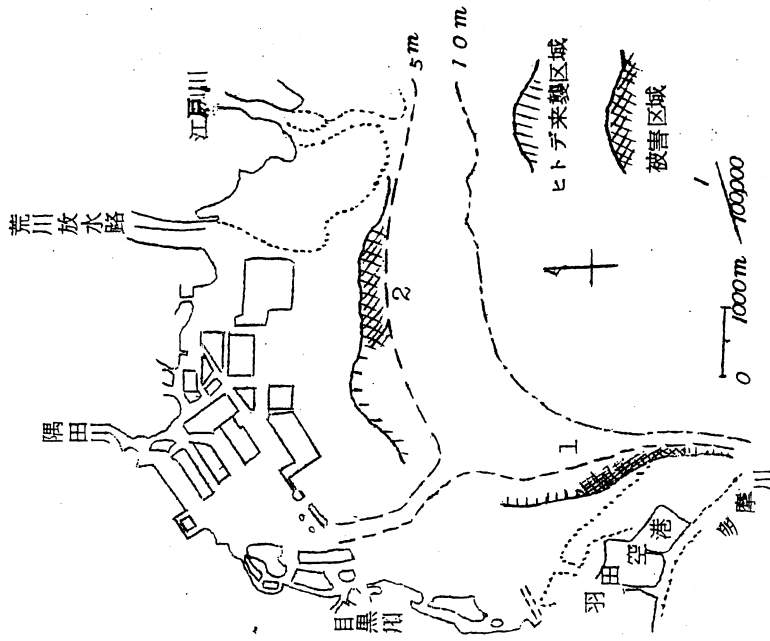 荒川放水路
江戸川
隅田
目黒川
羽田空港
多摩川
5m
10m
1
2
ヒトデ来襲区域
被害区域
0 1000m 1/100,000